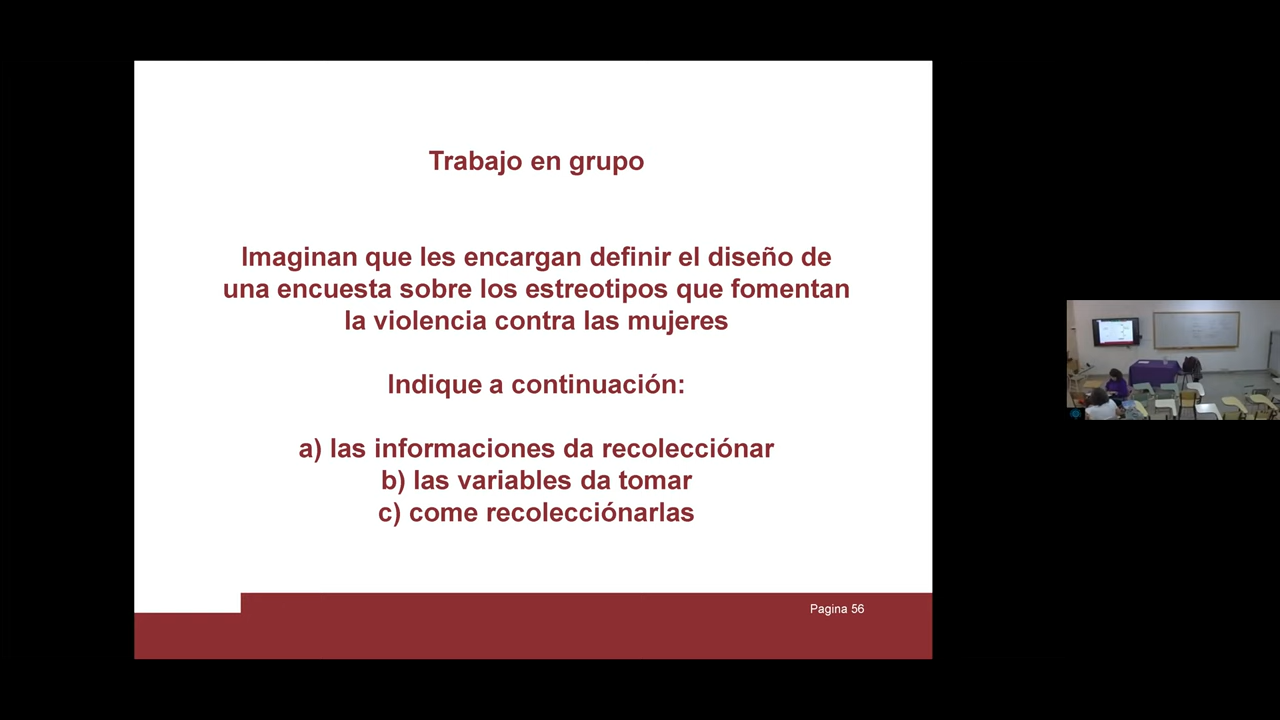 Trabajo en grupo
Imaginan que les encargan definir el diseño de
una encuesta sobre los estreotipos que fomentan
la violencia contra las mujeres
Indique a continuación:
a) las informaciones da recolecciónar
b) las variables da tomar
c) come recolecciónarlas
Pagina 56